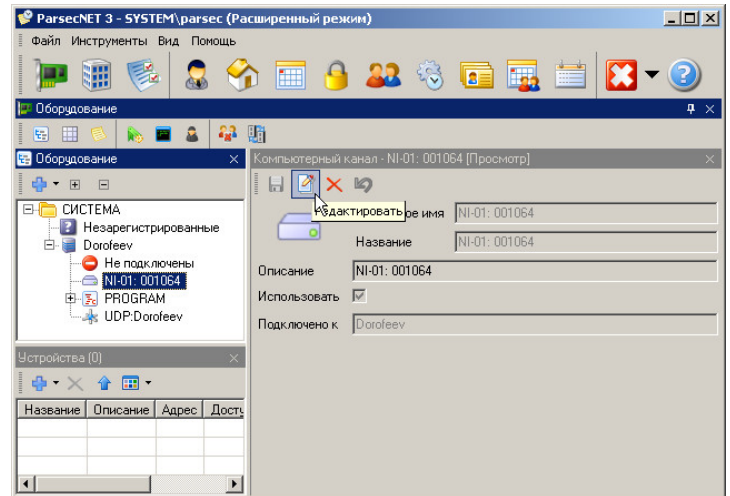 ParsecNET 3 - SYSTEM\parsec (Расширенный режим)
Файл Инструменты Вид Помощь
Оборудование
Оборудование
СИСТЕМА
Незарегистрированные
Dorofeev
Не подключены
NI-01: 001064
PROGRAM
UDP:Dorofeev
Устройства (0)
Название Описание Адрес Досту
Компьютерный канал - NI-01: 001064 [Просмотр]
Редактировать
ое имя NI-01: 001064
Название NI-01: 001064
Описание NI-01: 001064
Использовать
Подключено к Dorofeev